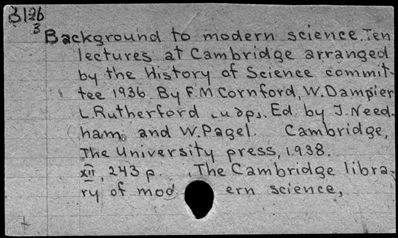 3126
3
Background to modern science. Ten
lectures at Cambridge arranged
by the History of Science commit-
tee 1936. By F.M Cornford, W. Dampier
L. Rutherford [u dp]. Ed. by J. Need-
ham, and W. Pagel. Cambridge,
The University press, 1938.
XII, 243 p. The Cambridge libra-
ry of mod ern science,